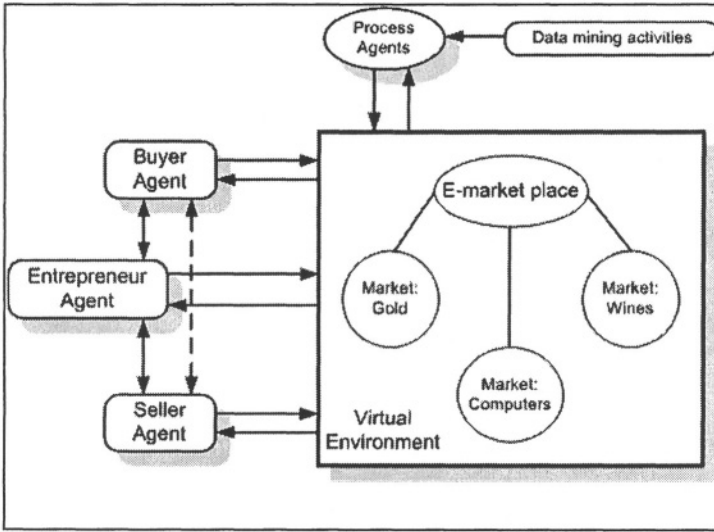 Process
Agents
Data mining activities
Buyer
Agent
E-market place
Entrepreneur
Agent
Market:
Gold
Market:
Wines
Market:
Computers
Seller
Agent
Virtual
Environment